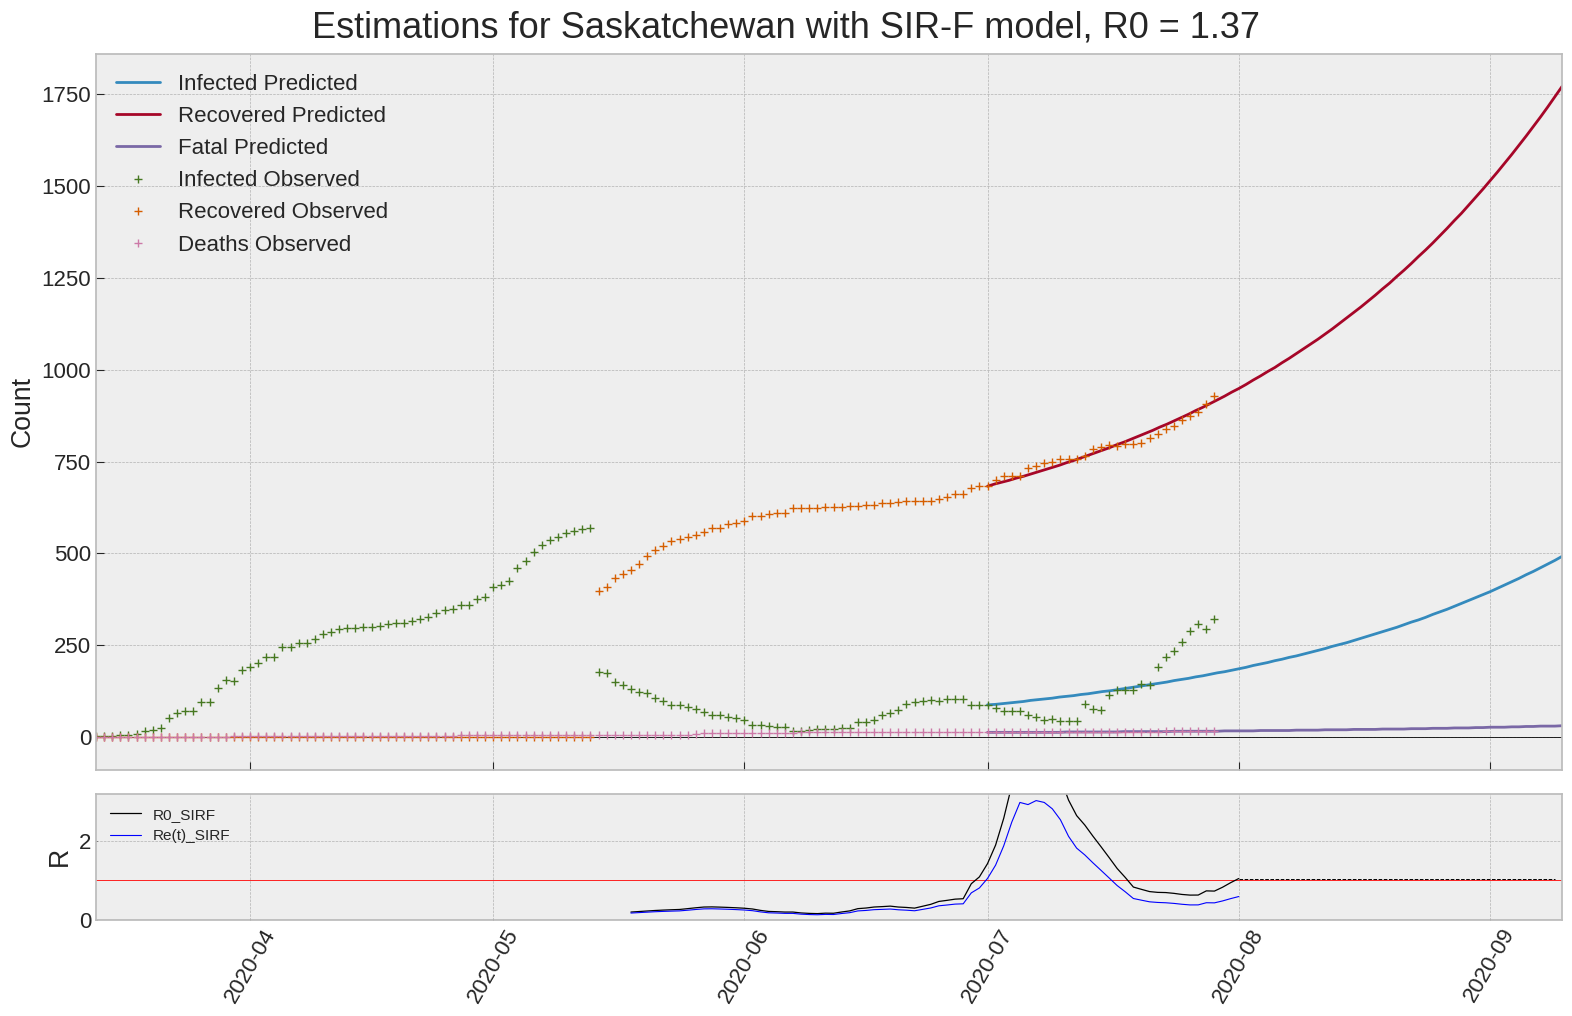 Estimations for Saskatchewan with SIR-F model, R0 = 1.37
Infected Predicted
Recovered Predicted
Fatal Predicted
Infected Observed
Recovered Observed
Deaths Observed
Count
1750
1500
1250
1000
750
500
250
0
R0_SIRF
Re(t)_SIRF
R
2
0
2020-04
2020-05
2020-06
2020-07
2020-08
2020-09